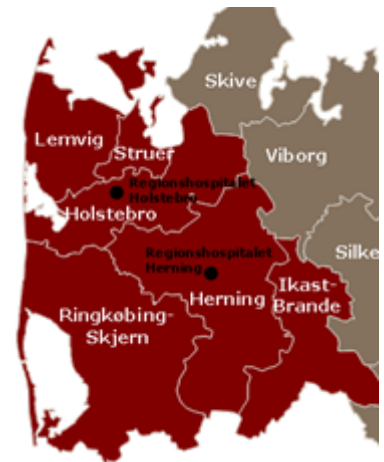 Skive
Lemvig
Struer
Viborg
Regionshospitalet
Holstebro
Holstebro
Silke
Regionshospitalet
Herning
Ikast-
Brande
Herning
Ringkøbing-
Skjern